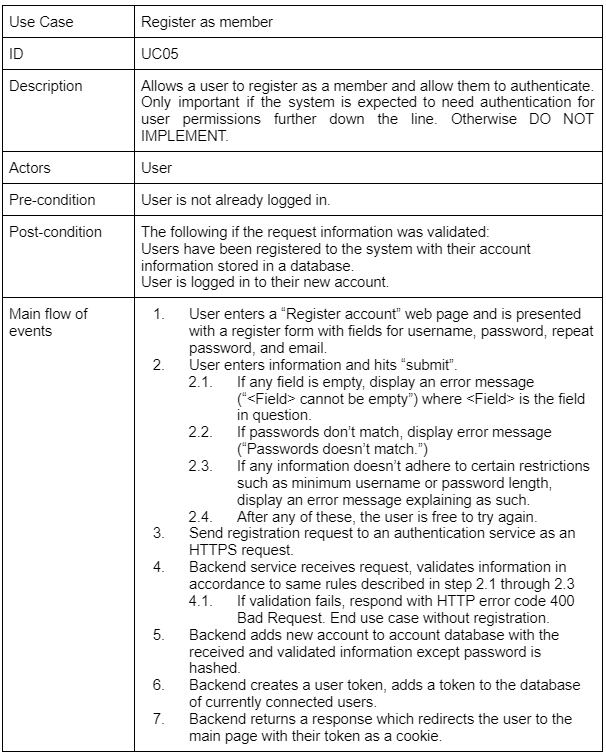 Use Case
Register as member
ID
UC05
Description
Allows a user to register as a member and allow them to authenticate.
Only important if the system is expected to need authentication for
user permissions further down the line. Otherwise DO NOT
IMPLEMENT.
Actors
User
Pre-condition
User is not already logged in.
Post-condition
The following if the request information was validated:
Users have been registered to the system with their account
information stored in a database.
User is logged in to their new account.
Main flow of
events
1. User enters a “Register account” web page and is presented
with a register form with fields for username, password, repeat
password, and email.
2. User enters information and hits “submit”.
2.1. If any field is empty, display an error message
(“<Field> cannot be empty”) where <Field> is the field
in question.
2.2. If passwords don’t match, display error message
(“Passwords doesn’t match.”)
2.3. If any information doesn’t adhere to certain restrictions
such as minimum username or password length,
display an error message explaining as such.
2.4. After any of these, the user is free to try again.
3. Send registration request to an authentication service as an
HTTPS request.
4. Backend service receives request, validates information in
accordance to same rules described in step 2.1 through 2.3
4.1. If validation fails, respond with HTTP error code 400
Bad Request. End use case without registration.
5. Backend adds new account to account database with the
received and validated information except password is
hashed.
6. Backend creates a user token, adds a token to the database
of currently connected users.
7. Backend returns a response which redirects the user to the
main page with their token as a cookie.